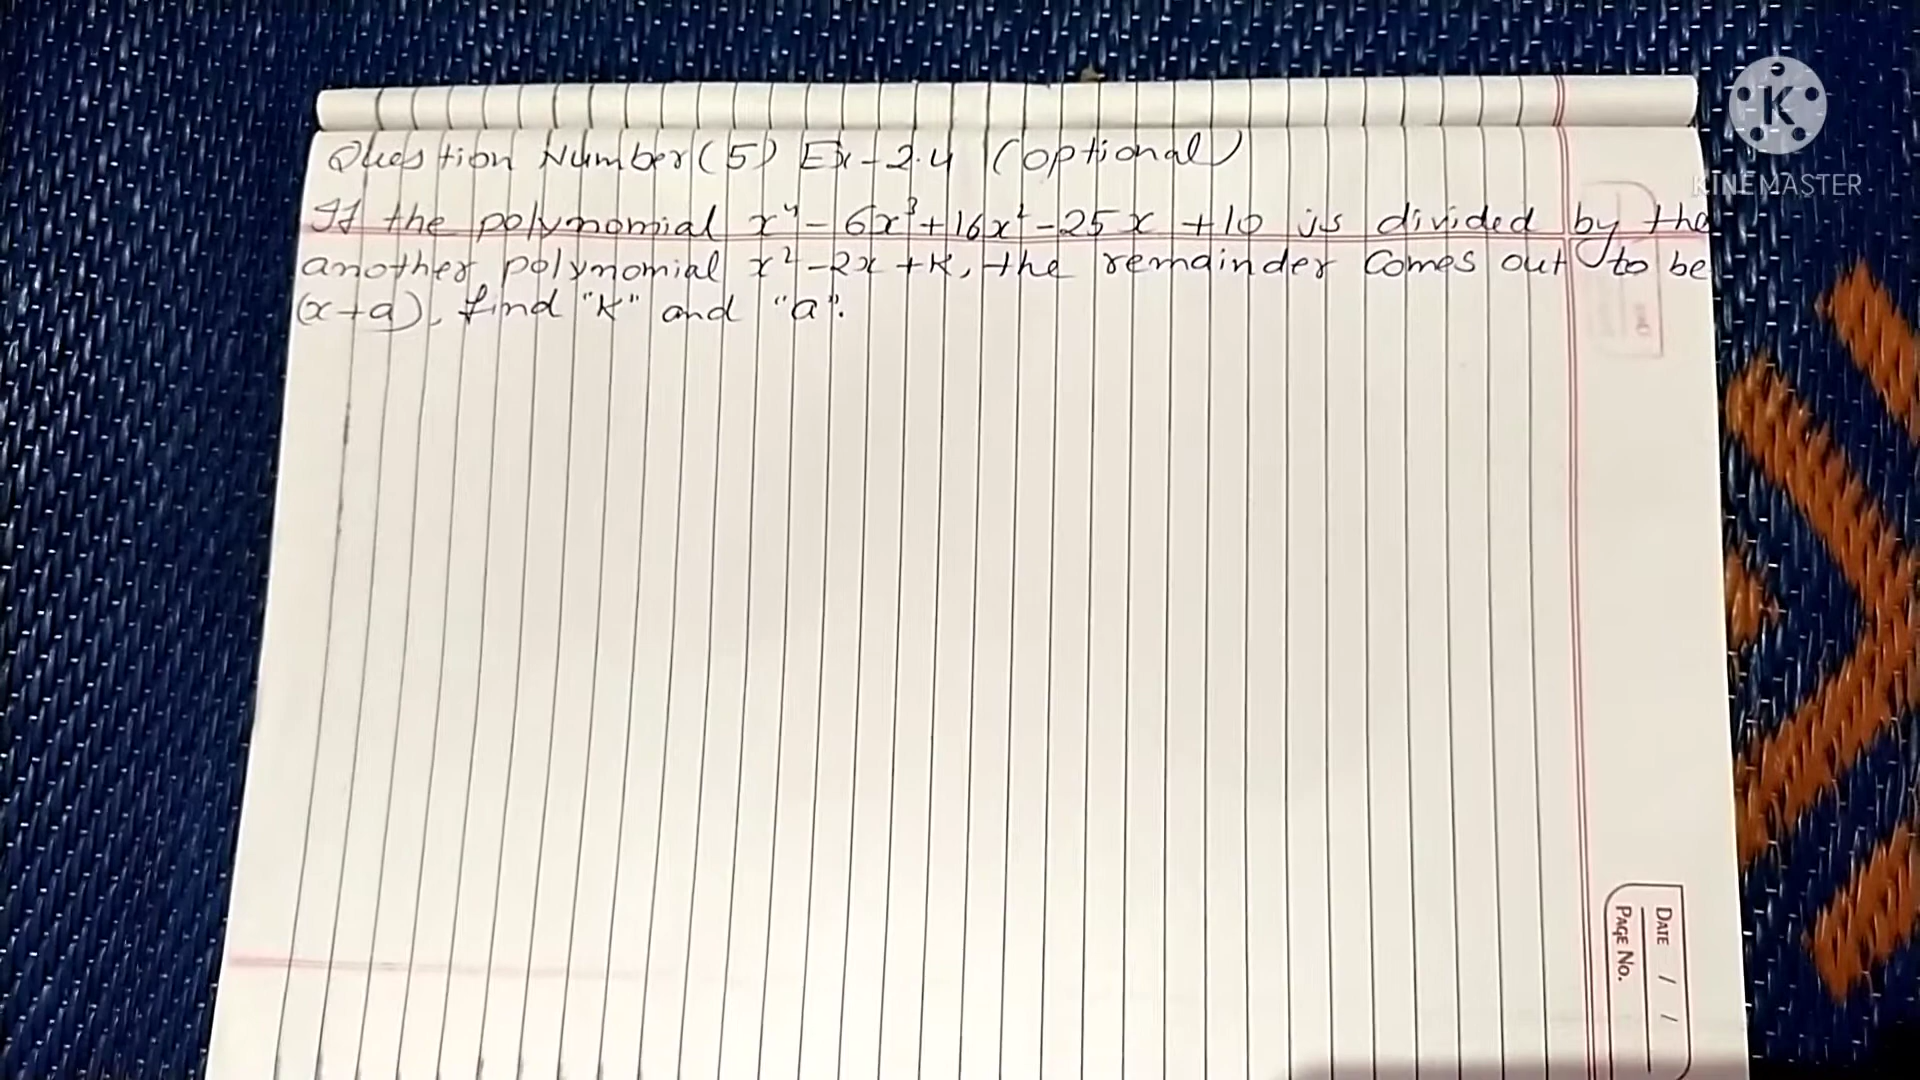 Question Number (5) Ex-2.4 (optional)
If the polynomial x⁴ - 6x³ + 16x² - 25x + 10 is divided by the
another polynomial x² - 2x + K, the remainder comes out to be
(x+a), find "K" and "a".
K
KINEMASTER
DATE / /
PAGE No.